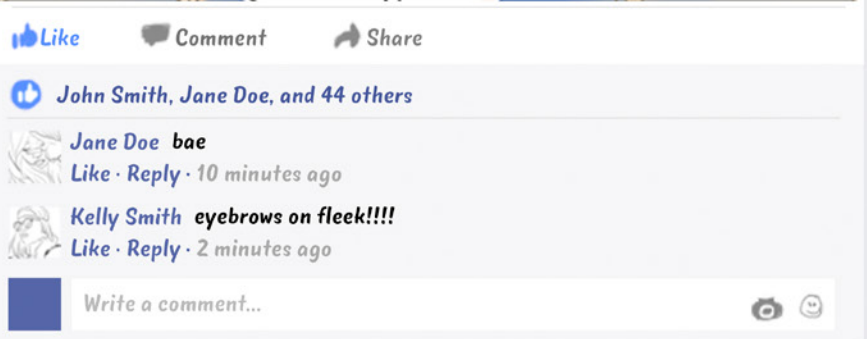 Like Comment Share
John Smith, Jane Doe, and 44 others
Jane Doe bae
Like · Reply · 10 minutes ago
Kelly Smith eyebrows on fleek!!!!
Like · Reply · 2 minutes ago
Write a comment...